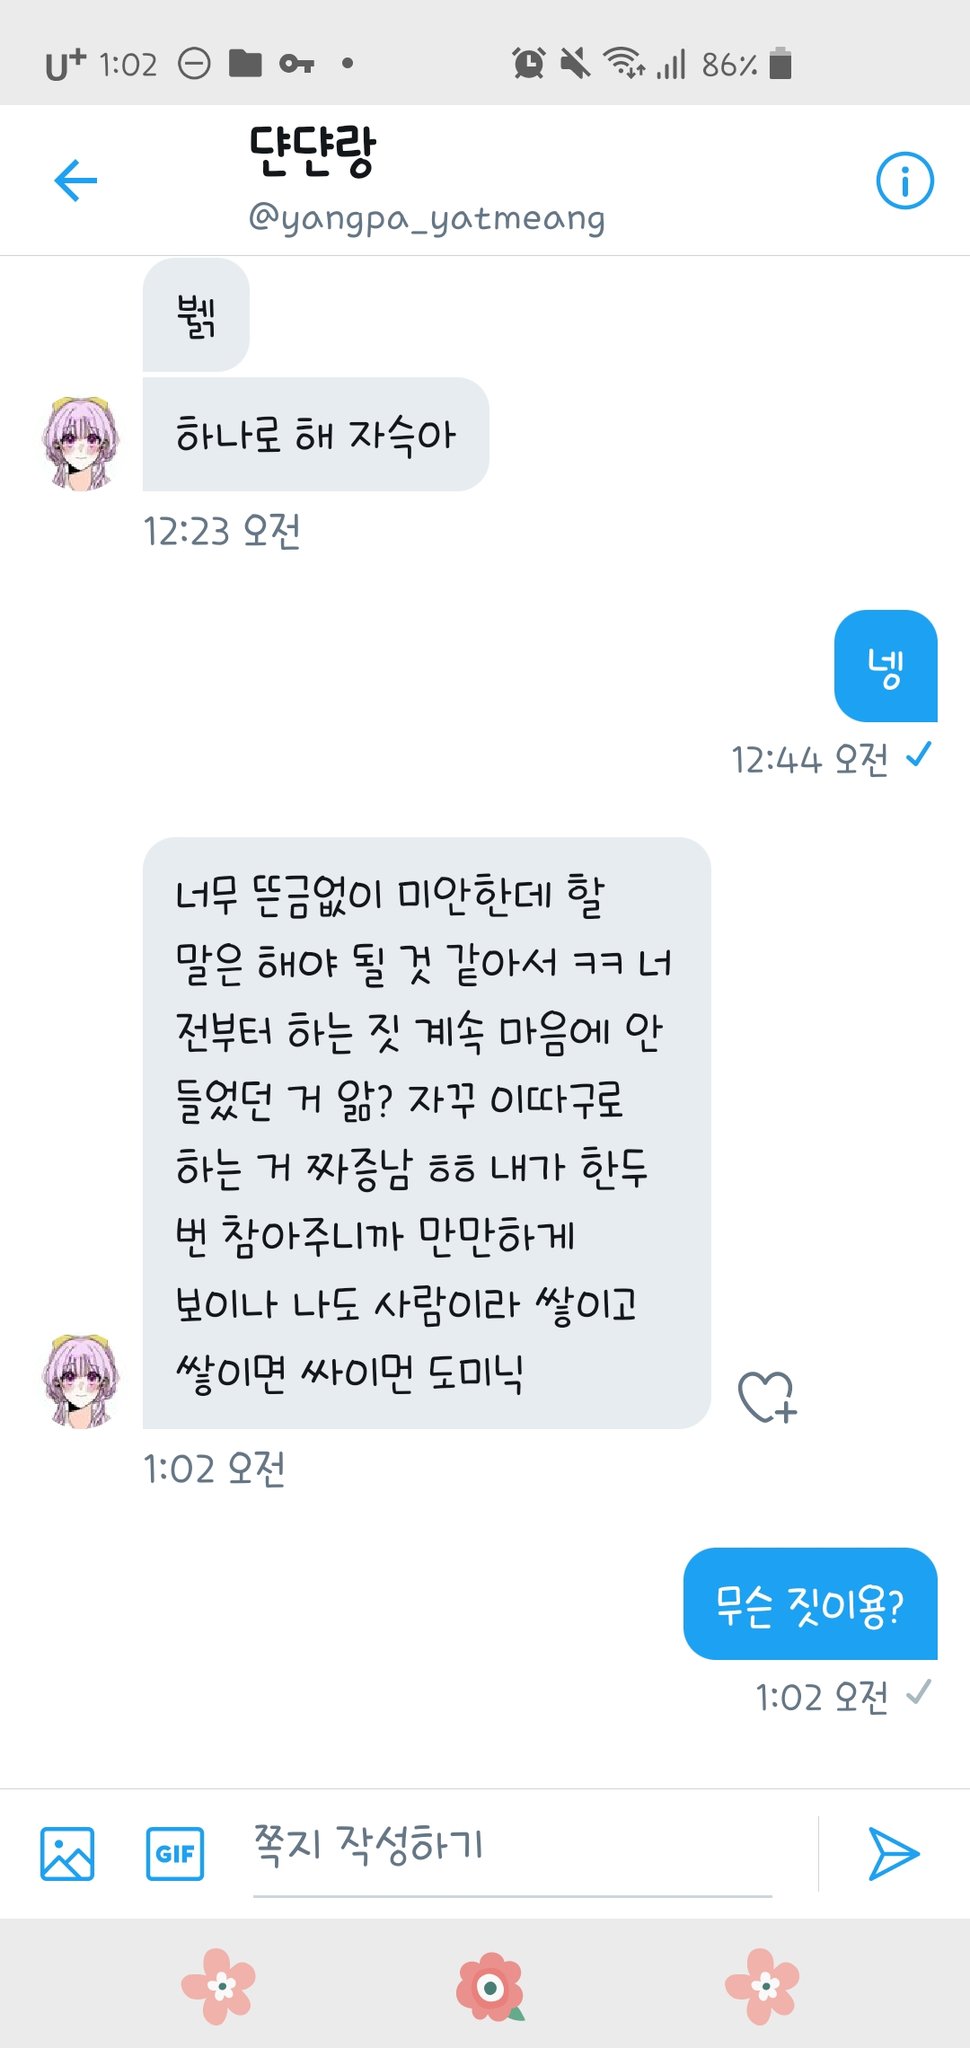 U+ 1:02 86%
댠댠랑
@yangpa_yatmeang
뷁
하나로 해 자속아
12:23 오전
넹
12:44 오전
너무 뜬금없이 미안한데 할
말은 해야 될 것 같아서 ㅋㅋ 너
전부터 하는 짓 계속 마음에 안
들었던 거 앎? 자꾸 이따구로
하는 거 짜증남 ㅎㅎ 내가 한두
번 참아주니까 만만하게
보이나 나도 사람이라 쌓이고
쌓이면 싸이먼 도미닉
1:02 오전
무슨 짓이용?
1:02 오전
GIF
쪽지 작성하기